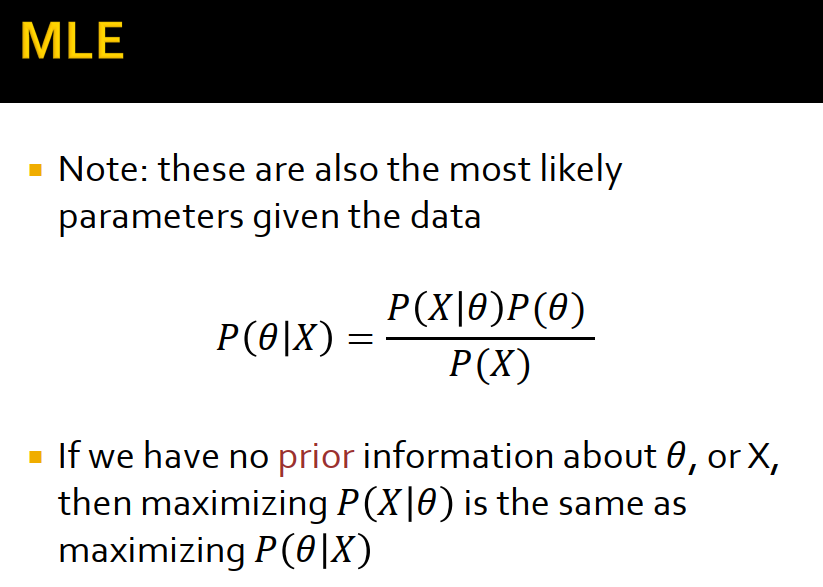 MLE
▪ Note: these are also the most likely
parameters given the data
P(θ|X) = P(X|θ)P(θ) / P(X)
▪ If we have no prior information about θ, or X,
then maximizing P(X|θ) is the same as
maximizing P(θ|X)